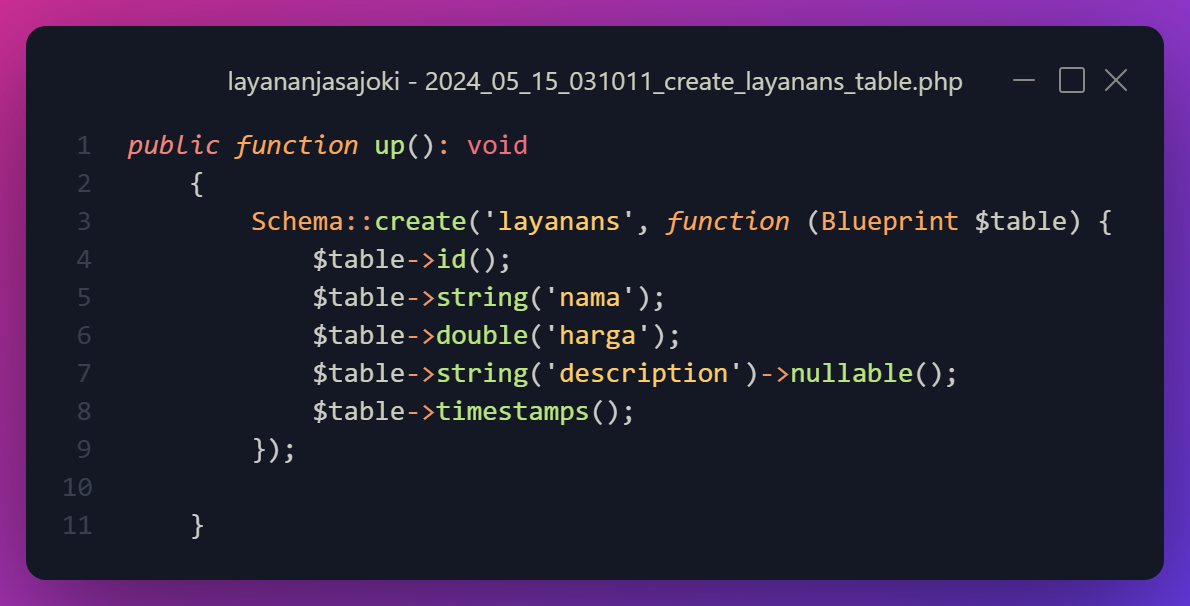 layananjasajoki - 2024_05_15_031011_create_layanans_table.php
1 public function up(): void
2     {
3         Schema::create('layanans', function (Blueprint $table) {
4             $table->id();
5             $table->string('nama');
6             $table->double('harga');
7             $table->string('description')->nullable();
8             $table->timestamps();
9         });
10
11     }